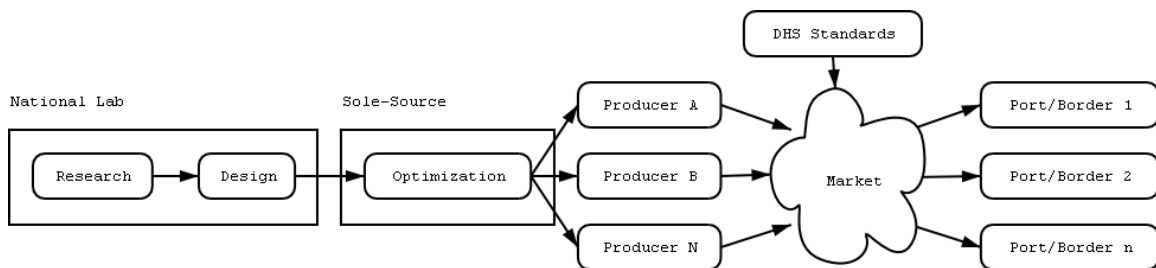 DHS Standards
National Lab
Sole-Source
Producer A
Port/Border 1
Research
Design
Optimization
Producer B
Market
Port/Border 2
Producer N
Port/Border n